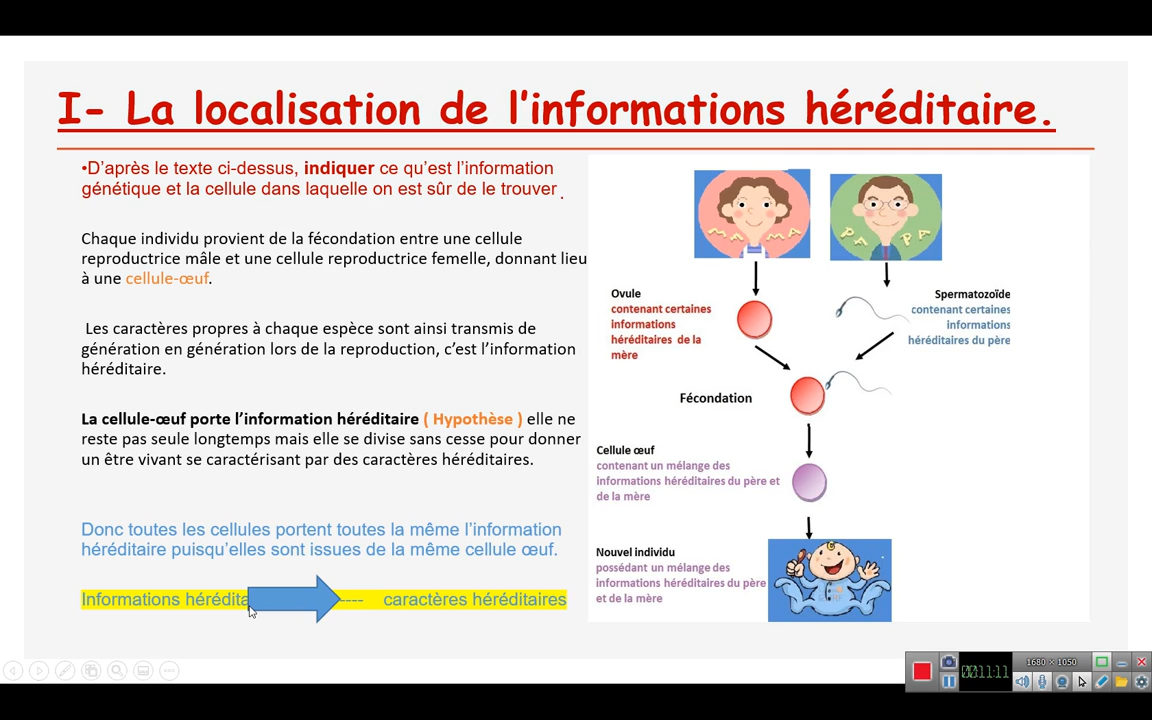 I- La localisation de l'informations héréditaire.
•D'après le texte ci-dessus, indiquer ce qu'est l'information
génétique et la cellule dans laquelle on est sûr de le trouver .
Chaque individu provient de la fécondation entre une cellule
reproductrice mâle et une cellule reproductrice femelle, donnant lieu
à une cellule-œuf.
Les caractères propres à chaque espèce sont ainsi transmis de
génération en génération lors de la reproduction, c'est l'information
héréditaire.
La cellule-œuf porte l'information héréditaire ( Hypothèse ) elle ne
reste pas seule longtemps mais elle se divise sans cesse pour donner
un être vivant se caractérisant par des caractères héréditaires.
Donc toutes les cellules portent toutes la même l'information
héréditaire puisqu'elles sont issues de la même cellule œuf.
Informations hérédita ---- caractères héréditaires
MAMA
PAPA
Ovule
contenant certaines
informations
héréditaires de la
mère
Spermatozoïde
contenant certaines
informations
héréditaires du père
Fécondation
Cellule œuf
contenant un mélange des
informations héréditaires du père et
de la mère
Nouvel individu
possédant un mélange des
informations héréditaires du père
et de la mère
1680 × 1050